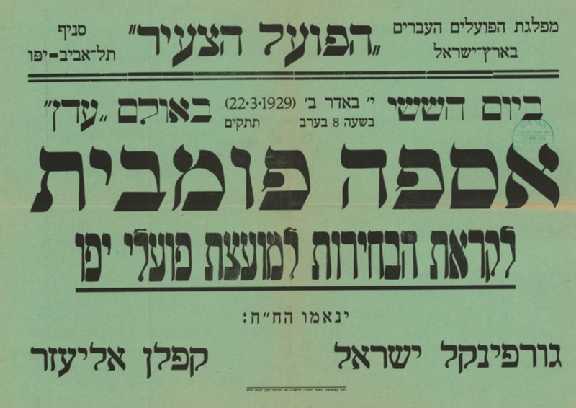 מפלגת הפועלים העברים בארץ־ישראל
„הפועל הצעיר”
סניף תל־אביב־יפו
ביום הששי י׳ באדר ב׳ (22·3·1929) באולם „עדן”
בשעה 8 בערב תתקים
אספה פומבית
לקראת הבחירות למועצת פועלי יפו
ינאמו הח״ח:
גורפינקל ישראל קפלן אליעזר